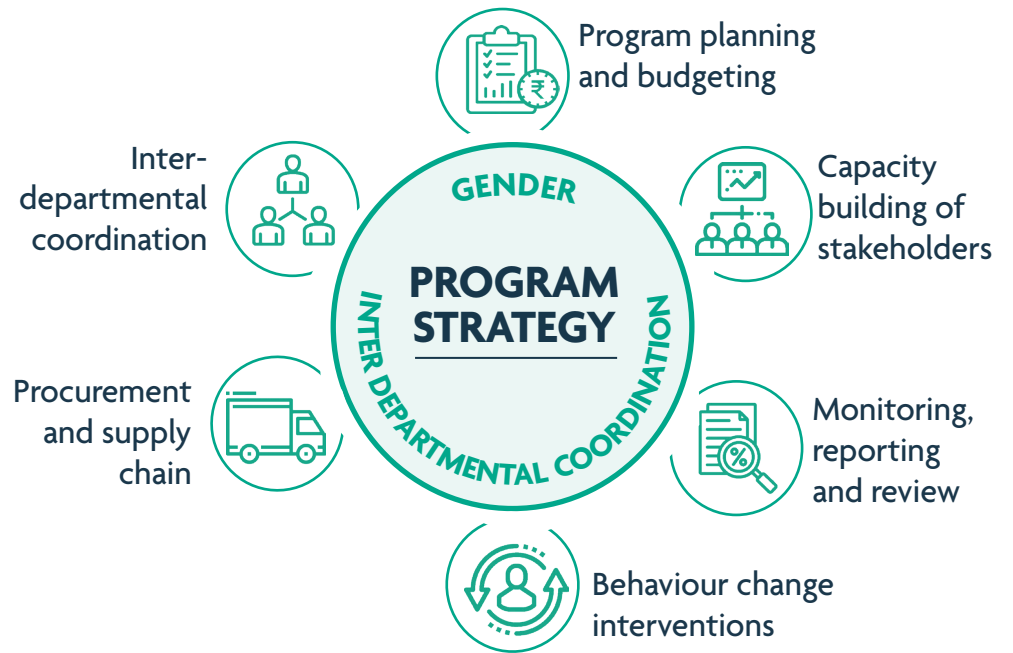 Program planning
and budgeting
Inter-
departmental
coordination
Capacity
building of
stakeholders
GENDER
PROGRAM
STRATEGY
INTER DEPARTMENTAL COORDINATION
Procurement
and supply
chain
Monitoring,
reporting
and review
Behaviour change
interventions
₹
%